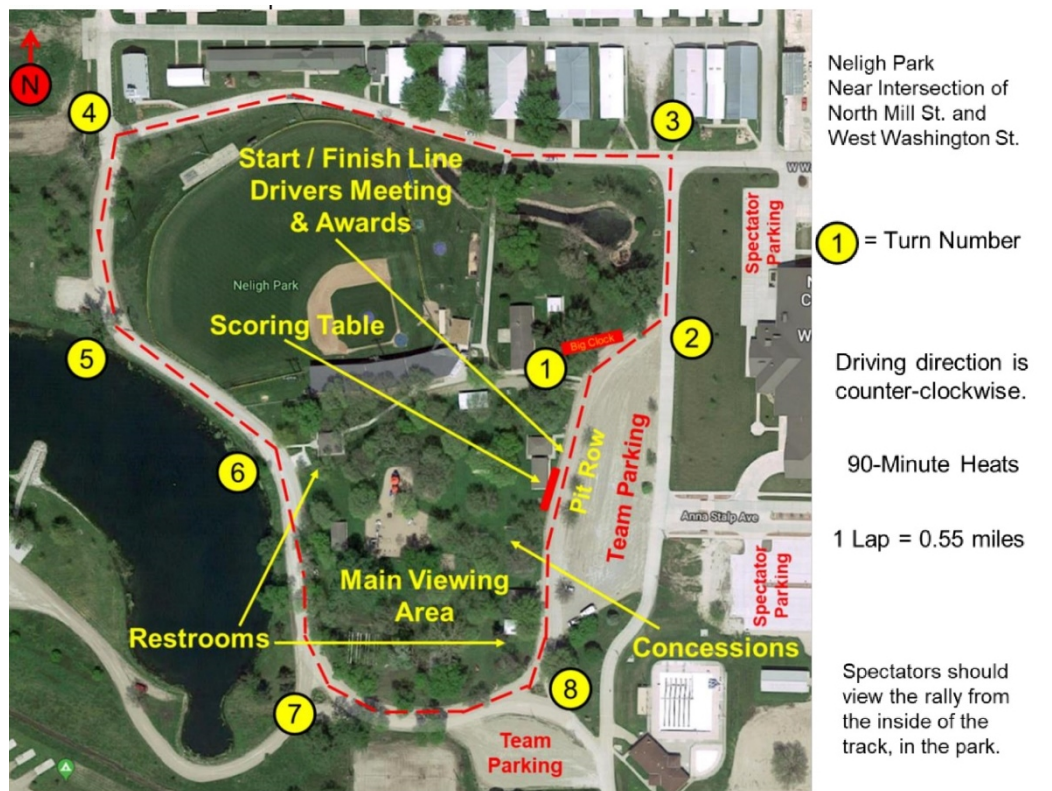 N
4
3
Start / Finish Line
Drivers Meeting
& Awards
Neligh Park
Scoring Table
Big Clock
1
2
5
6
Pit Row
Team Parking
Spectator
Parking
Anna Stalp Ave
Spectator
Parking
Main Viewing
Area
Restrooms
Concessions
7
8
Team
Parking
Neligh Park
Near Intersection of
North Mill St. and
West Washington St.
1 = Turn Number
Driving direction is
counter-clockwise.
90-Minute Heats
1 Lap = 0.55 miles
Spectators should
view the rally from
the inside of the
track, in the park.